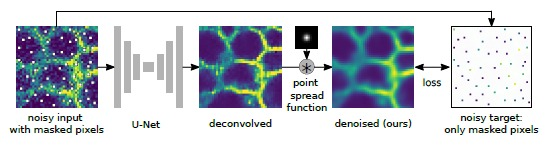 noisy input
with masked pixels
U-Net
deconvolved
point
spread
function
denoised (ours)
loss
noisy target:
only masked pixels